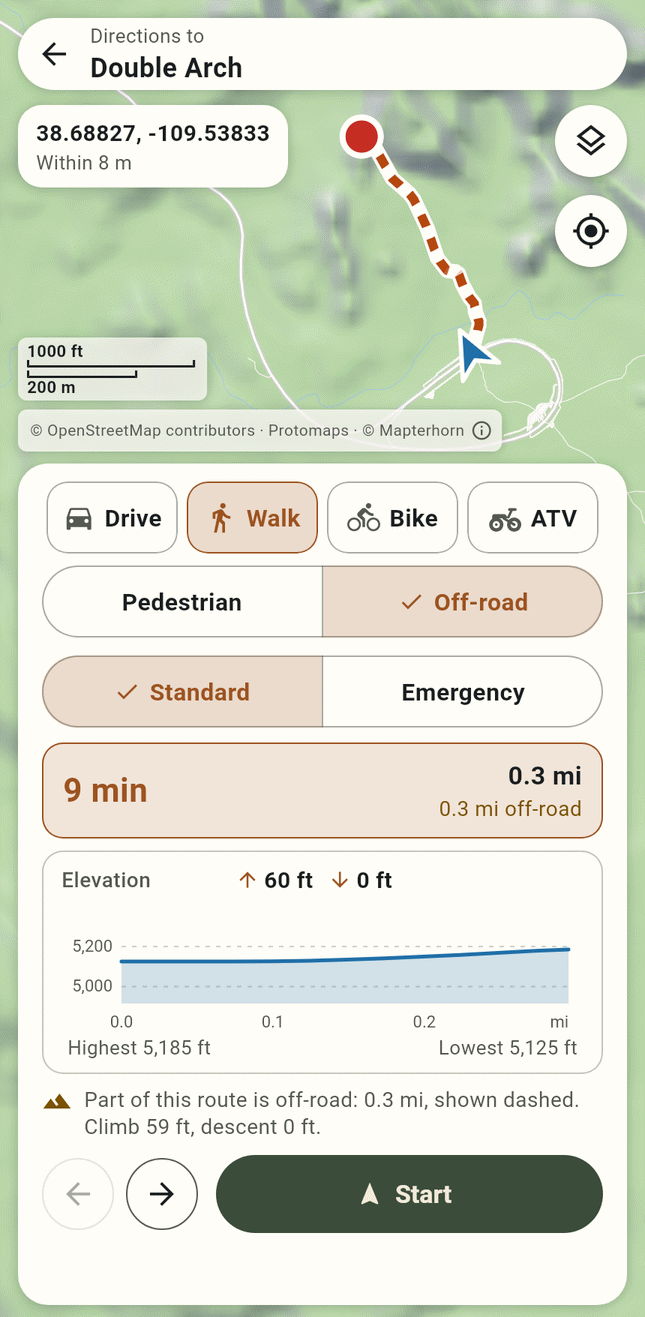 Directions to
Double Arch
38.68827, -109.53833
Within 8 m
1000 ft
200 m
© OpenStreetMap contributors · Protomaps · © Mapterhorn
Drive
Walk
Bike
ATV
Pedestrian
Off-road
Standard
Emergency
9 min
0.3 mi
0.3 mi off-road
Elevation
60 ft
0 ft
5,200
5,000
0.0
0.1
0.2
mi
Highest 5,185 ft
Lowest 5,125 ft
Part of this route is off-road: 0.3 mi, shown dashed.
Climb 59 ft, descent 0 ft.
Start